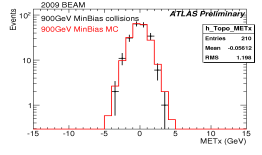 2009 BEAM
ATLAS Preliminary
Events
10²
10
1
900GeV MinBias collisions
900GeV MinBias MC
h_Topo_METx
Entries 210
Mean -0.05612
RMS 1.198
-15 -10 -5 0 5 10 15
METx (GeV)